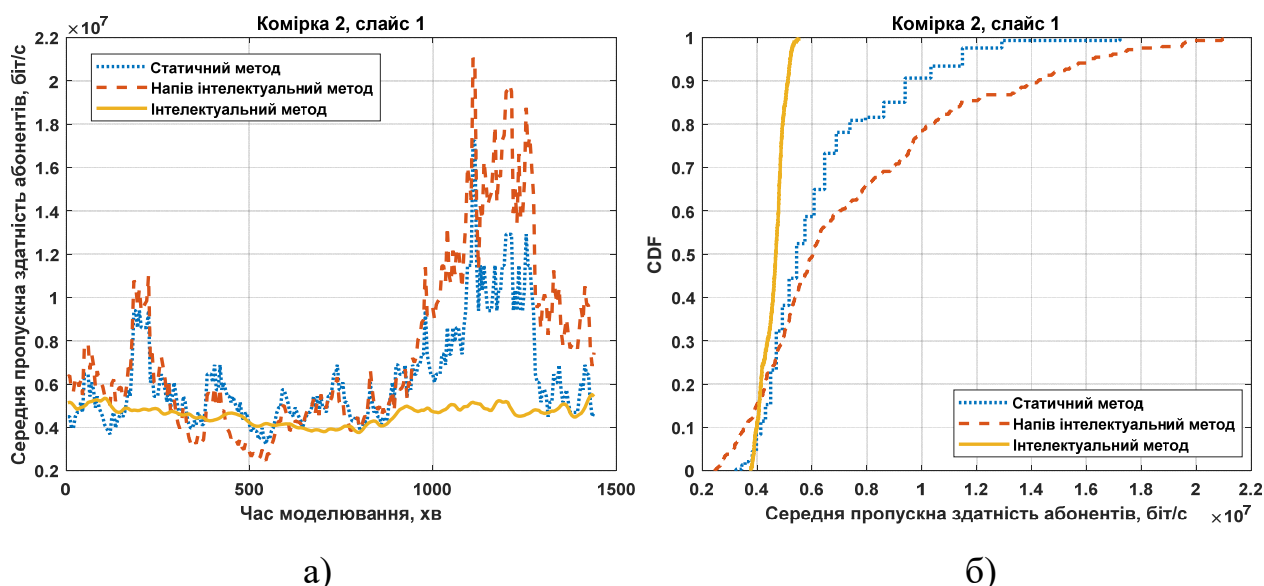 Комірка 2, слайс 1
×10⁷
Середня пропускна здатність абонентів, біт/с
2.2
2
1.8
1.6
1.4
1.2
1
0.8
0.6
0.4
0.2
Статичний метод
Напів інтелектуальний метод
Інтелектуальний метод
0 500 1000 1500
Час моделювання, хв
а)
Комірка 2, слайс 1
CDF
1
0.9
0.8
0.7
0.6
0.5
0.4
0.3
0.2
0.1
0
Статичний метод
Напів інтелектуальний метод
Інтелектуальний метод
0.2 0.4 0.6 0.8 1 1.2 1.4 1.6 1.8 2 2.2
Середня пропускна здатність абонентів, біт/с
×10⁷
б)